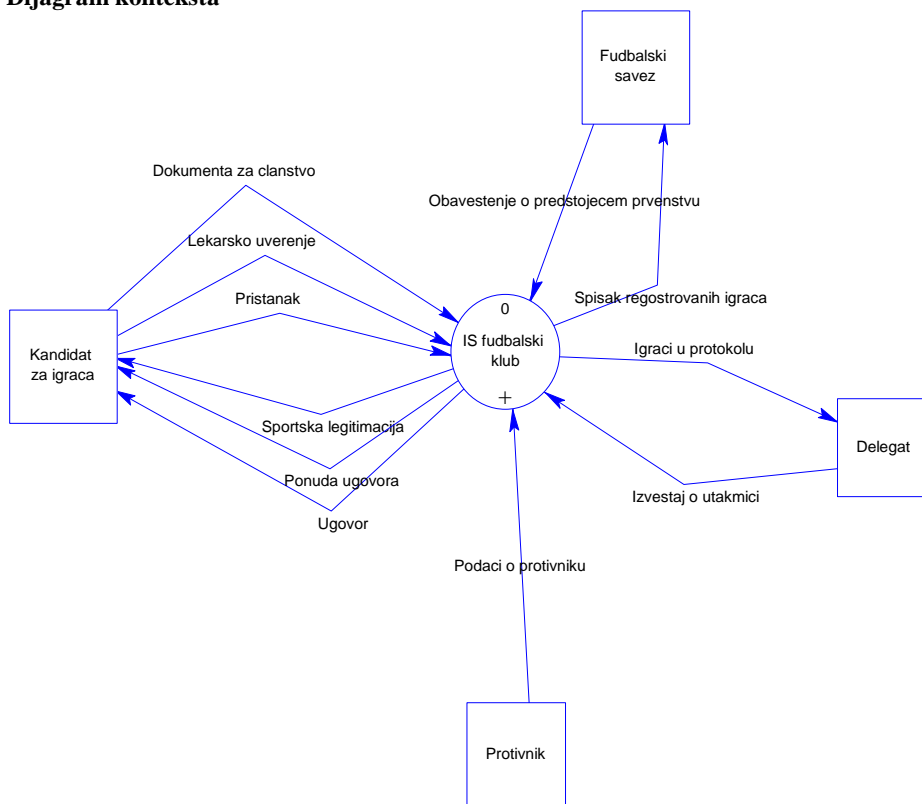 Dijagram konteksta
Fudbalski
savez
Dokumenta za clanstvo
Obavestenje o predstojecem prvenstvu
Lekarsko uverenje
Pristanak
Spisak regostrovanih igraca
0
IS fudbalski
klub
+
Kandidat
za igraca
Igraci u protokolu
Sportska legitimacija
Delegat
Ponuda ugovora
Izvestaj o utakmici
Ugovor
Podaci o protivniku
Protivnik